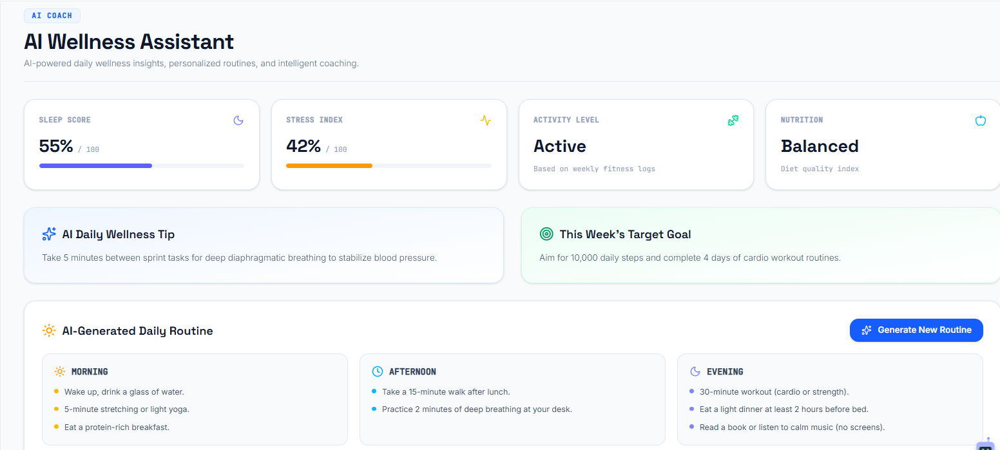 AI COACH
AI Wellness Assistant
AI-powered daily wellness insights, personalized routines, and intelligent coaching.
SLEEP SCORE
55% / 100
STRESS INDEX
42% / 100
ACTIVITY LEVEL
Active
Based on weekly fitness logs
NUTRITION
Balanced
Diet quality index
AI Daily Wellness Tip
Take 5 minutes between sprint tasks for deep diaphragmatic breathing to stabilize blood pressure.
This Week's Target Goal
Aim for 10,000 daily steps and complete 4 days of cardio workout routines.
AI-Generated Daily Routine
Generate New Routine
MORNING
Wake up, drink a glass of water.
5-minute stretching or light yoga.
Eat a protein-rich breakfast.
AFTERNOON
Take a 15-minute walk after lunch.
Practice 2 minutes of deep breathing at your desk.
EVENING
30-minute workout (cardio or strength).
Eat a light dinner at least 2 hours before bed.
Read a book or listen to calm music (no screens).